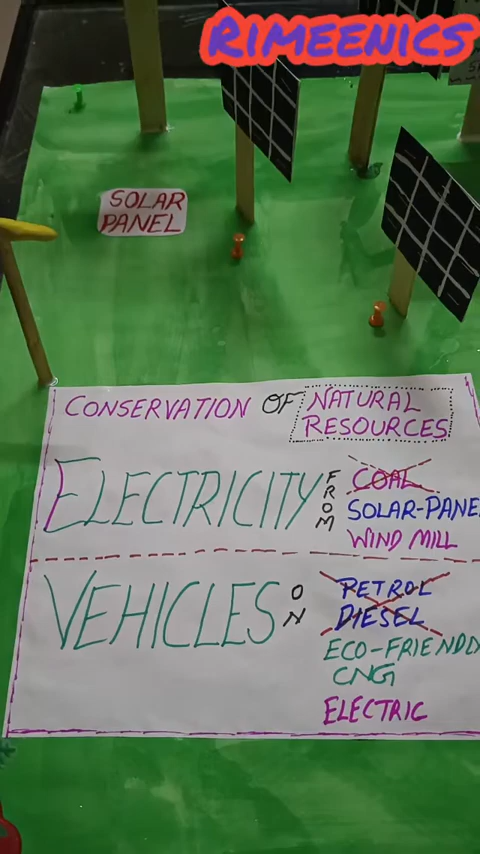 RIMEENICS
SOLAR
PANEL
CONSERVATION OF NATURAL
RESOURCES
ELECTRICITY FROM COAL
SOLAR-PANE
WIND MILL
VEHICLES ON PETROL
DIESEL
ECO-FRIENDD
CNG
ELECTRIC